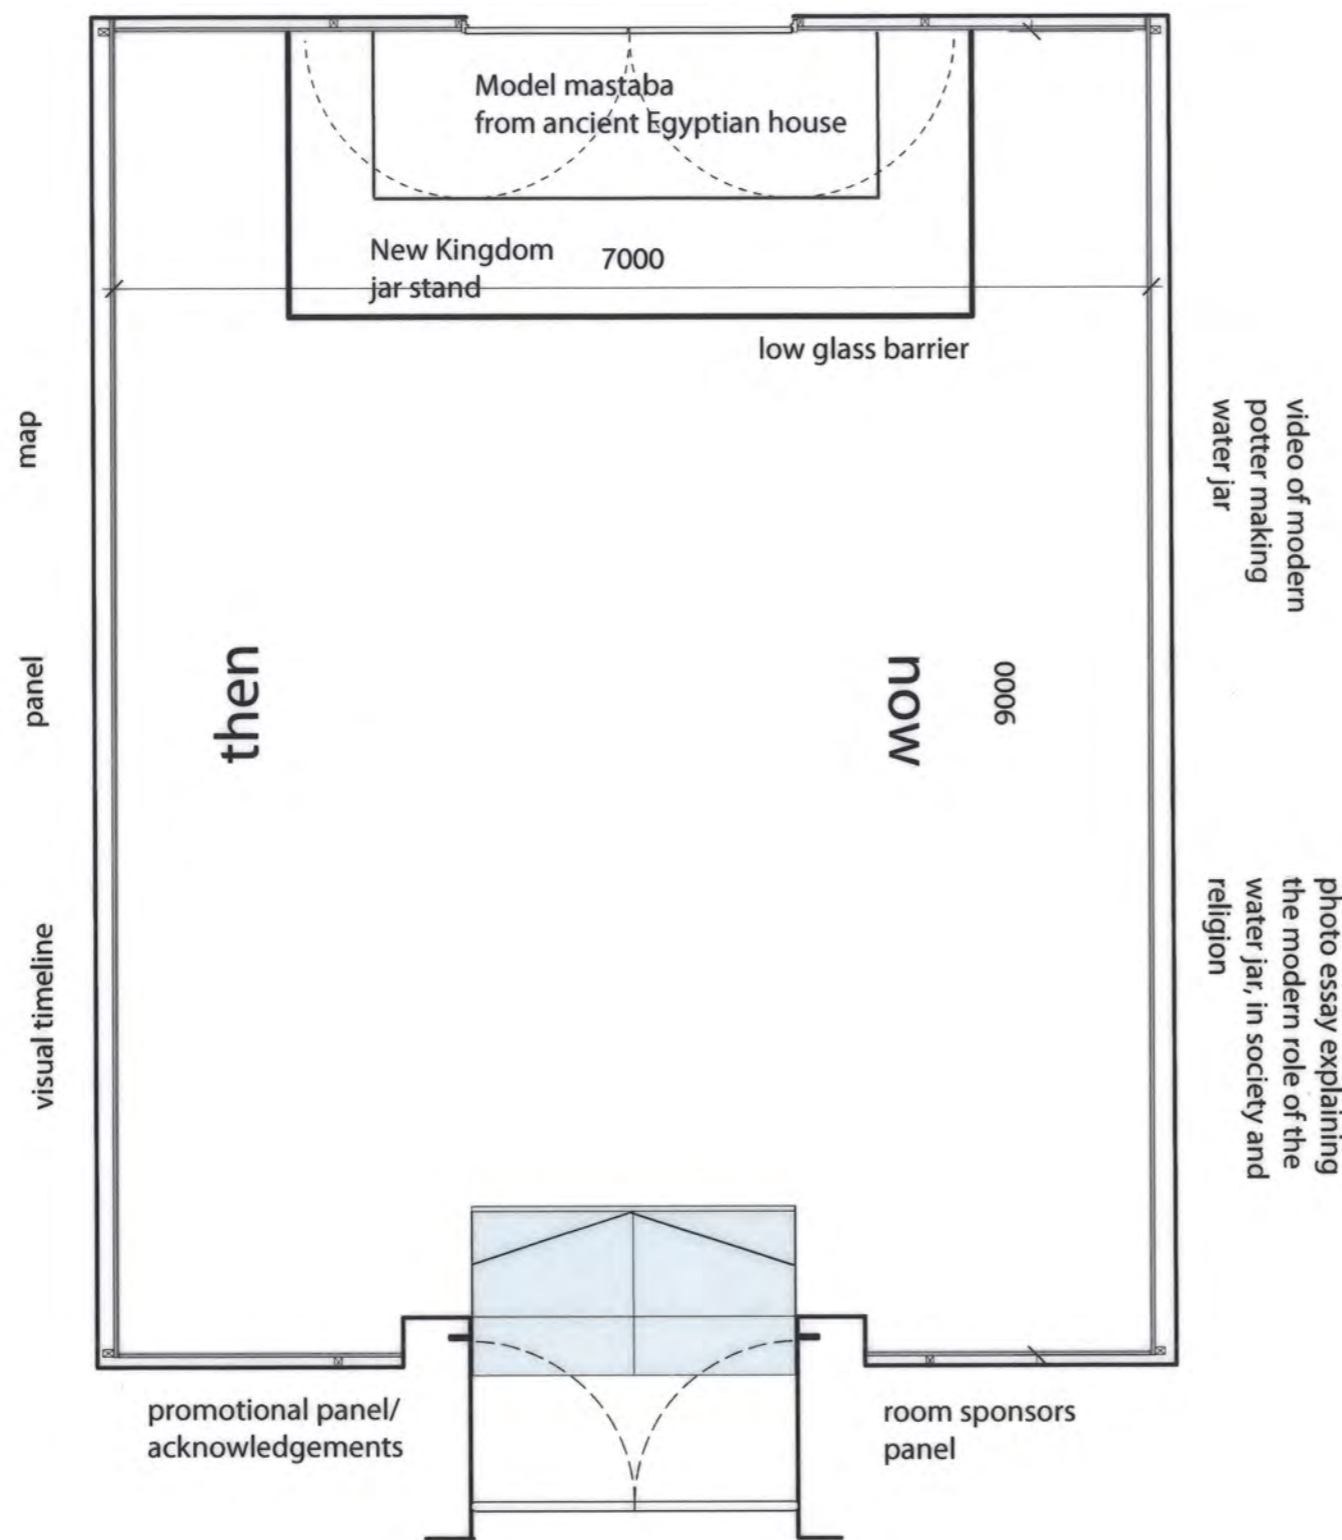 Model mastaba
from ancient Egyptian house
New Kingdom
jar stand
7000
low glass barrier
map
panel
visual timeline
then
now
9000
video of modern
potter making
water jar
photo essay explaining
the modern role of the
water jar, in society and
religion
promotional panel/
acknowledgements
room sponsors
panel